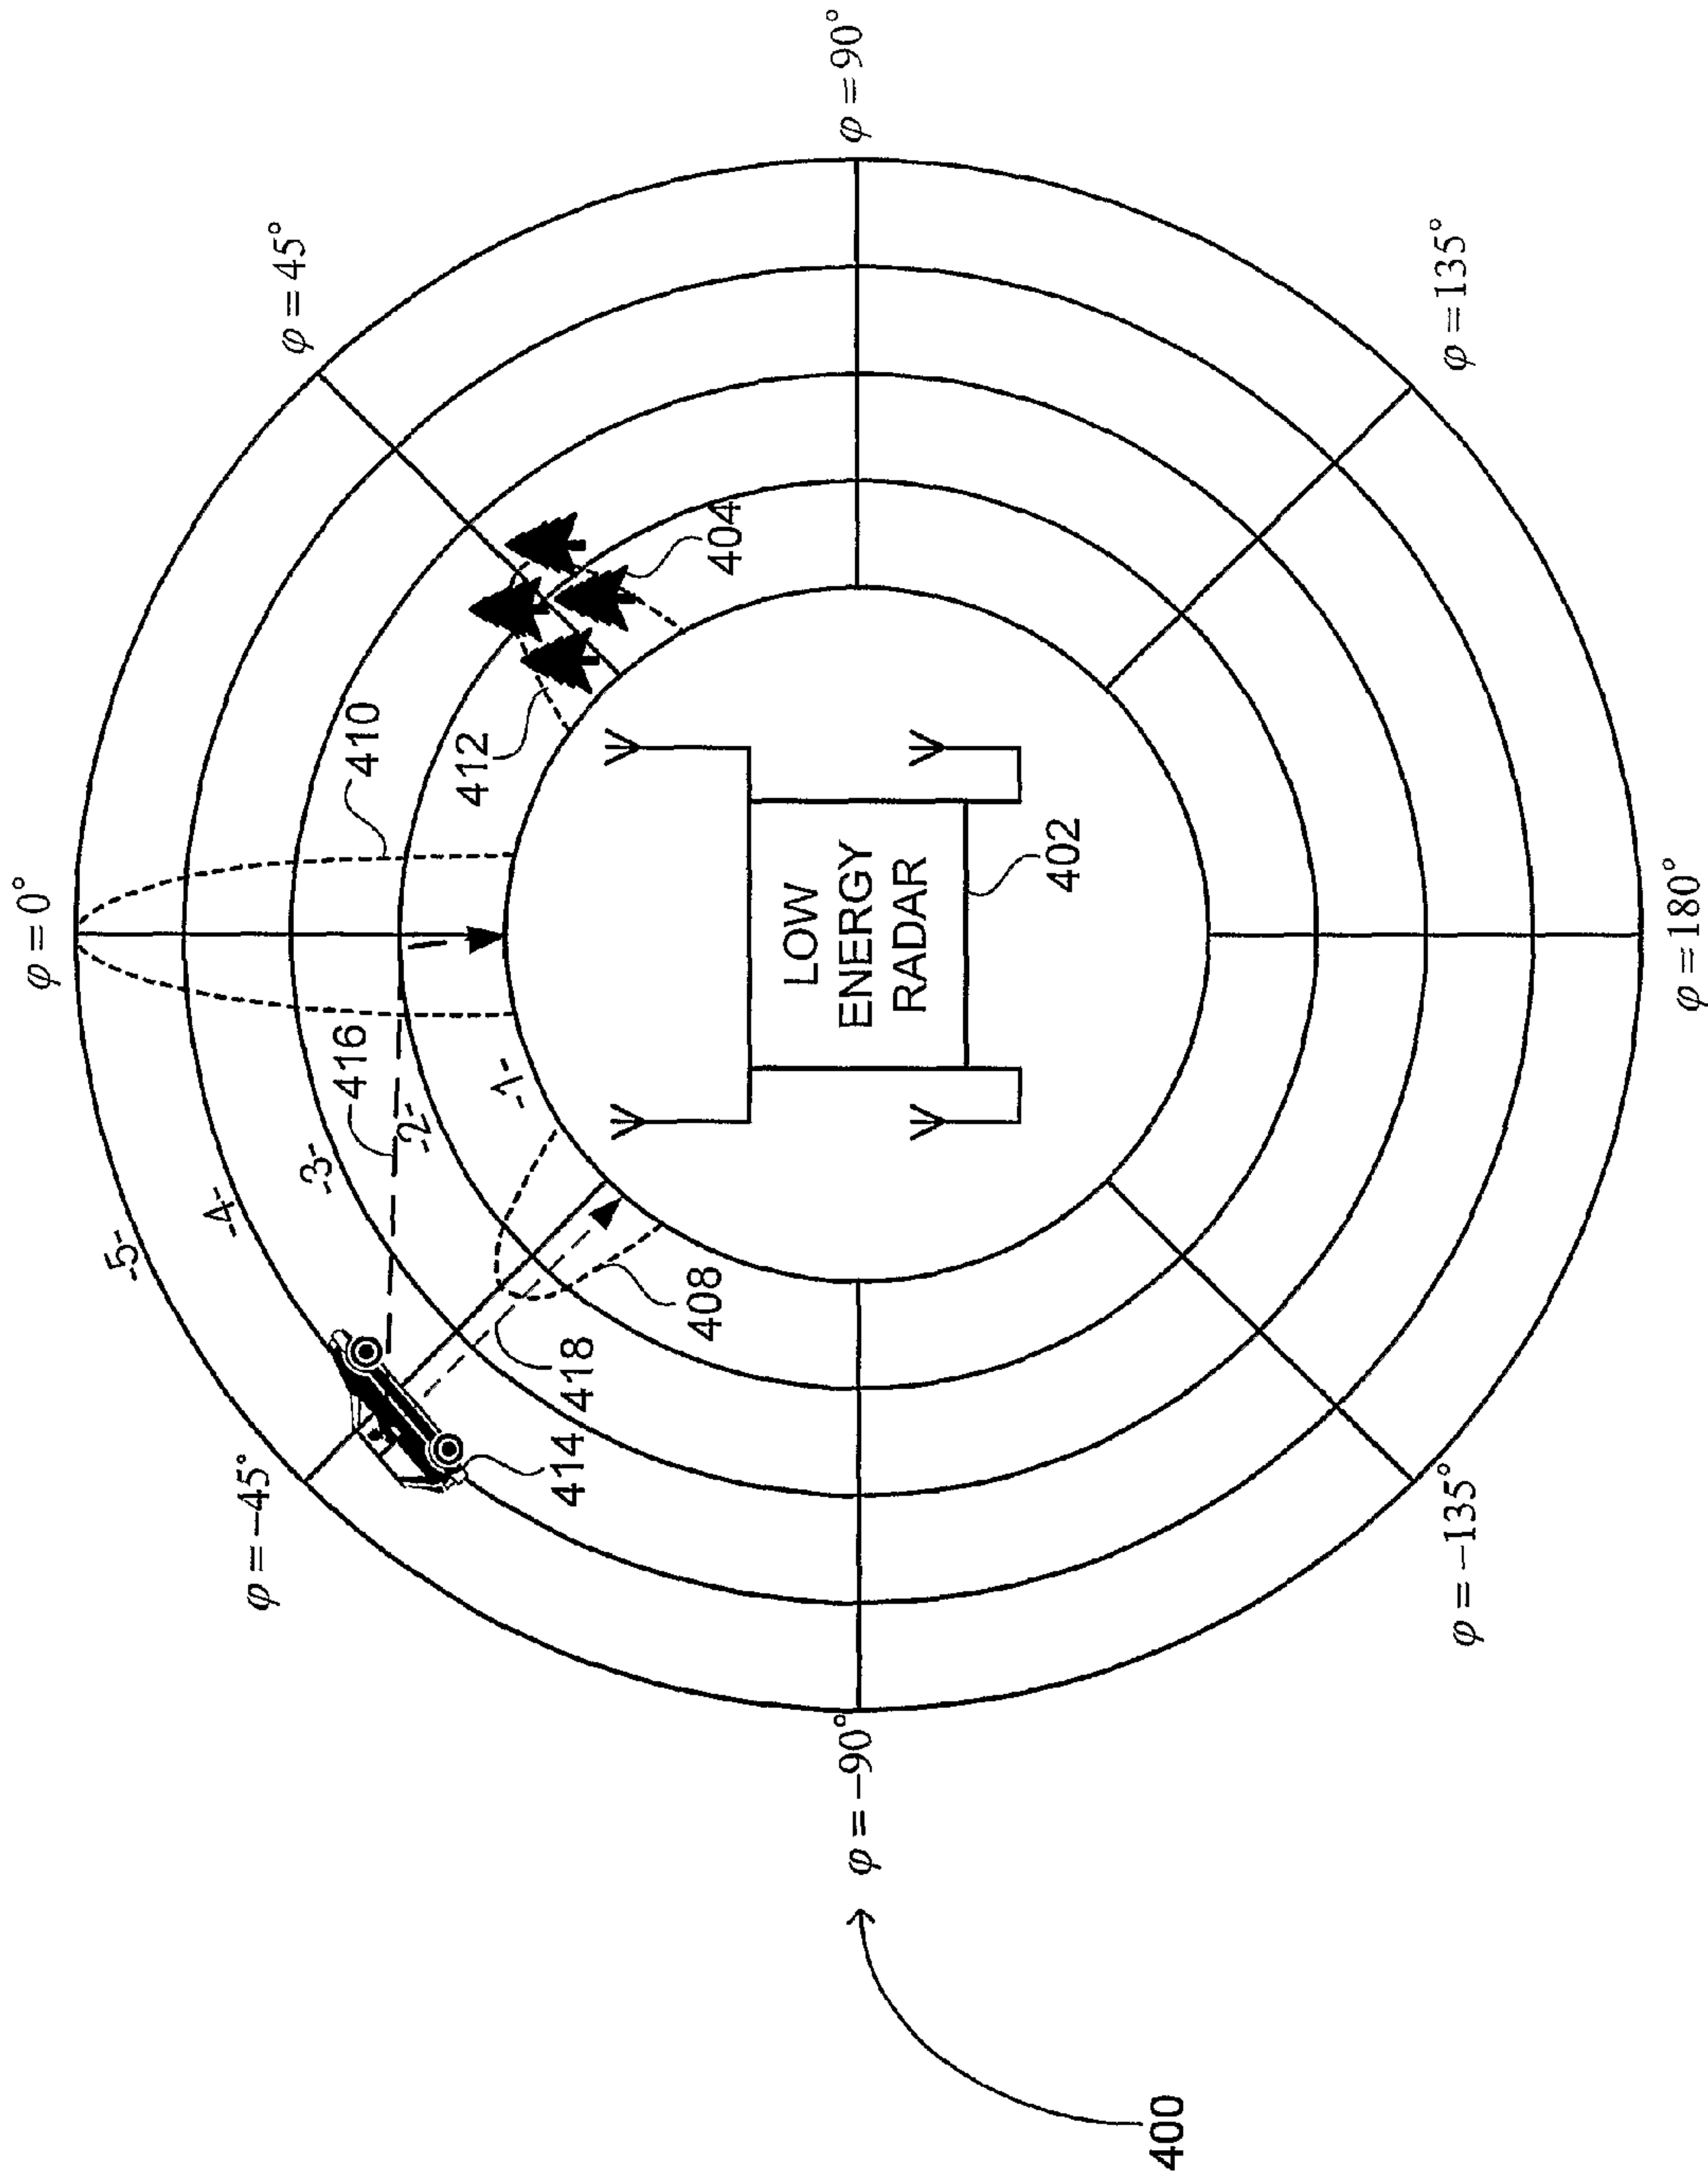 φ = 0°
φ = 45°
φ = 90°
φ = 135°
φ = 180°
φ = −135°
φ = −90°
φ = −45°
-5-
-4-
-3-
-2-
-1-
416
410
412
404
418
408
414
LOW
ENERGY
RADAR
402
400